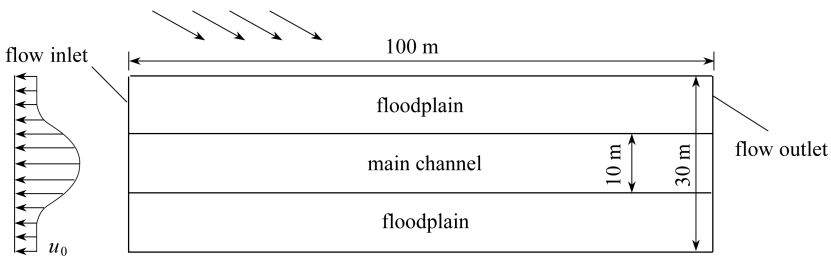 100 m
flow inlet
floodplain
main channel
10 m
30 m
flow outlet
floodplain
u0